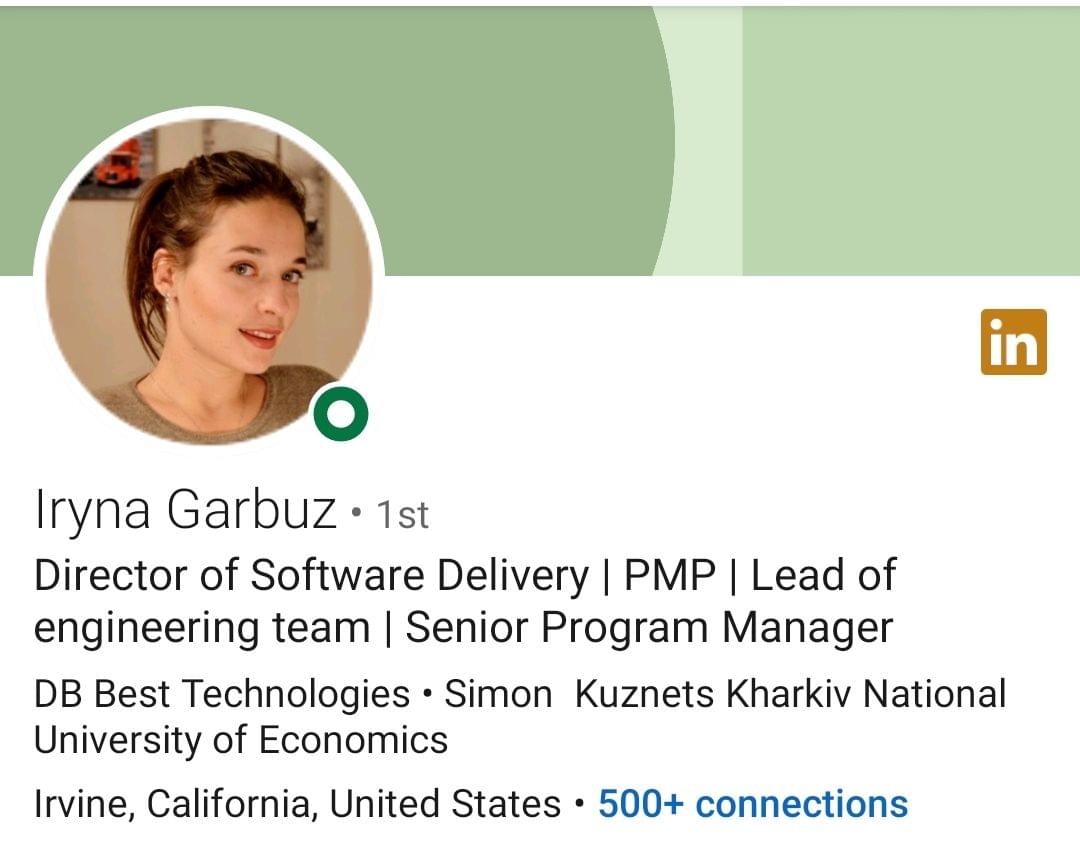 in
Iryna Garbuz • 1st
Director of Software Delivery | PMP | Lead of
engineering team | Senior Program Manager
DB Best Technologies • Simon  Kuznets Kharkiv National
University of Economics
Irvine, California, United States • 500+ connections